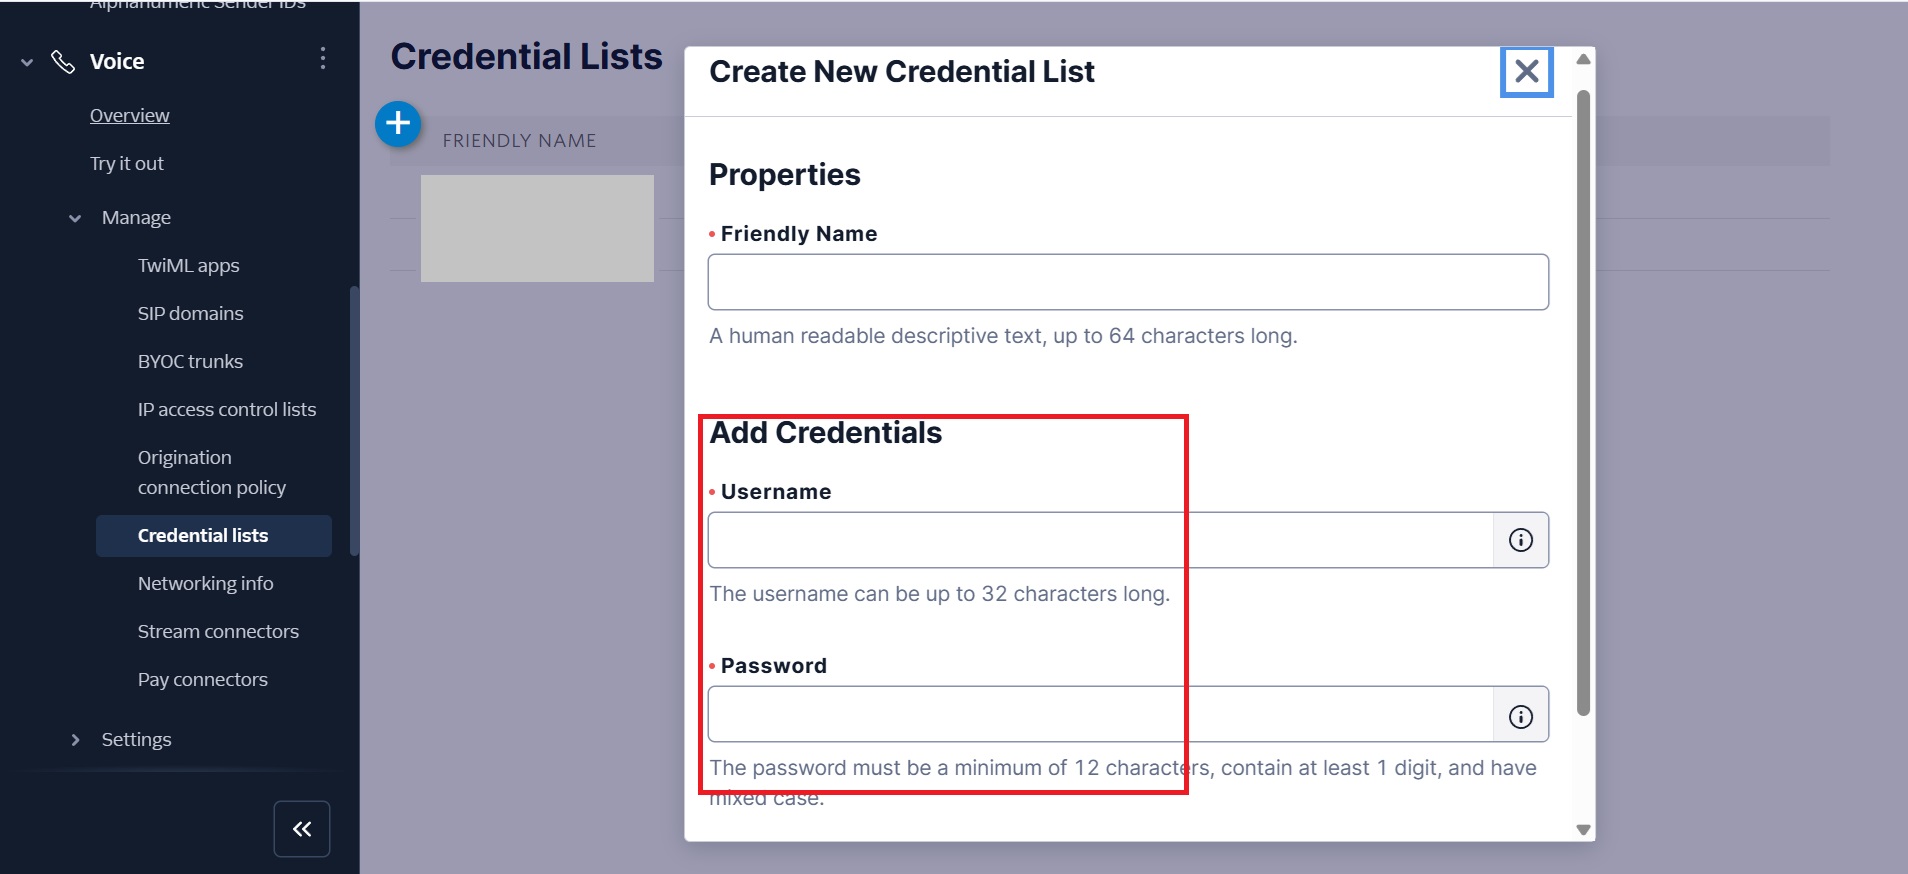 Alphanumeric Sender IDs
Voice
Overview
Try it out
Manage
TwiML apps
SIP domains
BYOC trunks
IP access control lists
Origination
connection policy
Credential lists
Networking info
Stream connectors
Pay connectors
Settings
Credential Lists
FRIENDLY NAME
Create New Credential List
Properties
Friendly Name
A human readable descriptive text, up to 64 characters long.
Add Credentials
Username
The username can be up to 32 characters long.
Password
The password must be a minimum of 12 characters, contain at least 1 digit, and have
mixed case.